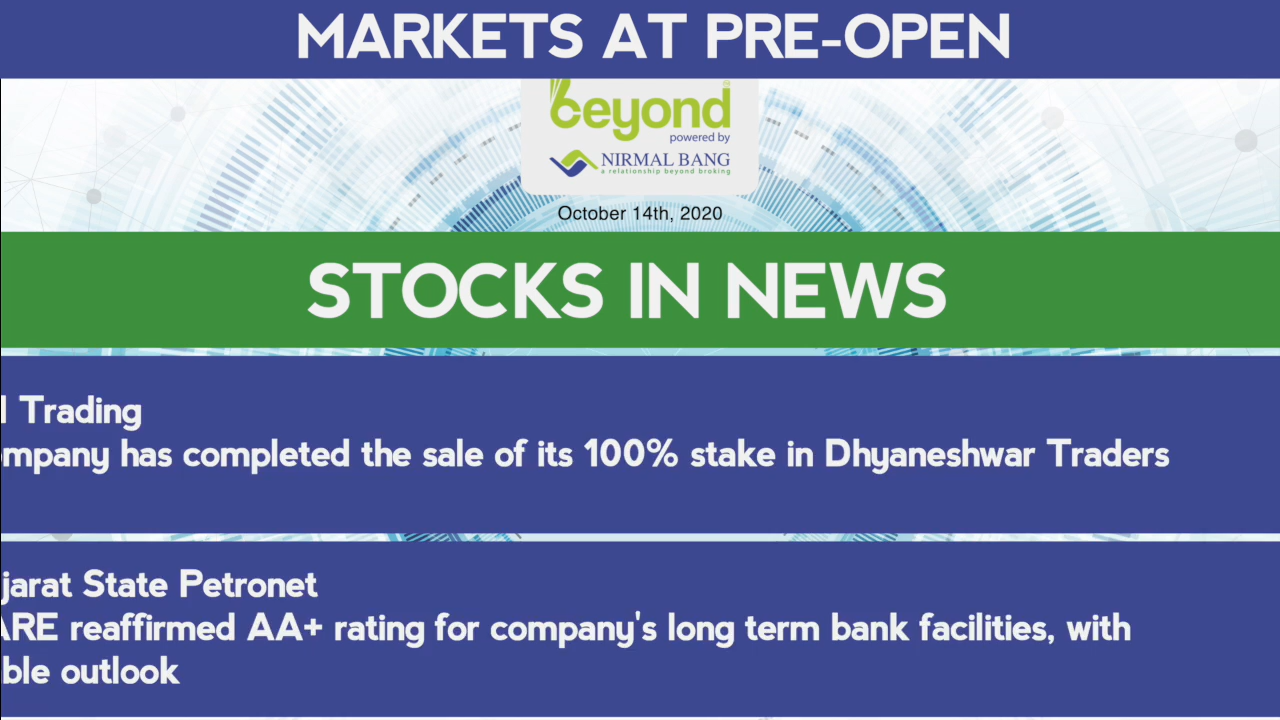 MARKETS AT PRE-OPEN
beyond
powered by
NIRMAL BANG
a relationship beyond broking
October 14th, 2020
STOCKS IN NEWS
Trading
mpany has completed the sale of its 100% stake in Dhyaneshwar Traders
jarat State Petronet
ARE reaffirmed AA+ rating for company's long term bank facilities, with
ble outlook